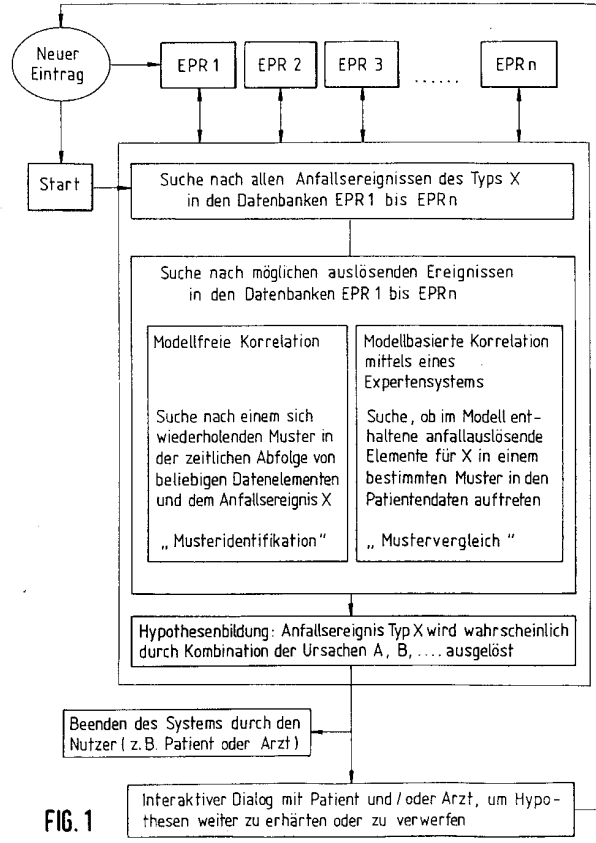 Neuer
Eintrag
EPR 1
EPR 2
EPR 3
......
EPR n
Start
Suche nach allen Anfallsereignissen des Typs X
in den Datenbanken EPR 1 bis EPR n
Suche nach möglichen auslösenden Ereignissen
in den Datenbanken EPR 1 bis EPR n
Modellfreie Korrelation
Suche nach einem sich
wiederholenden Muster in
der zeitlichen Abfolge von
beliebigen Datenelementen
und dem Anfallsereignis X
„Musteridentifikation"
Modellbasierte Korrelation
mittels eines
Expertensystems
Suche, ob im Modell ent-
haltene anfallauslösende
Elemente für X in einem
bestimmten Muster in den
Patientendaten auftreten
„Mustervergleich"
Hypothesenbildung: Anfallsereignis Typ X wird wahrscheinlich
durch Kombination der Ursachen A, B, .... ausgelöst
Beenden des Systems durch den
Nutzer (z.B. Patient oder Arzt)
Interaktiver Dialog mit Patient und/oder Arzt, um Hypo-
thesen weiter zu erhärten oder zu verwerfen
FIG. 1